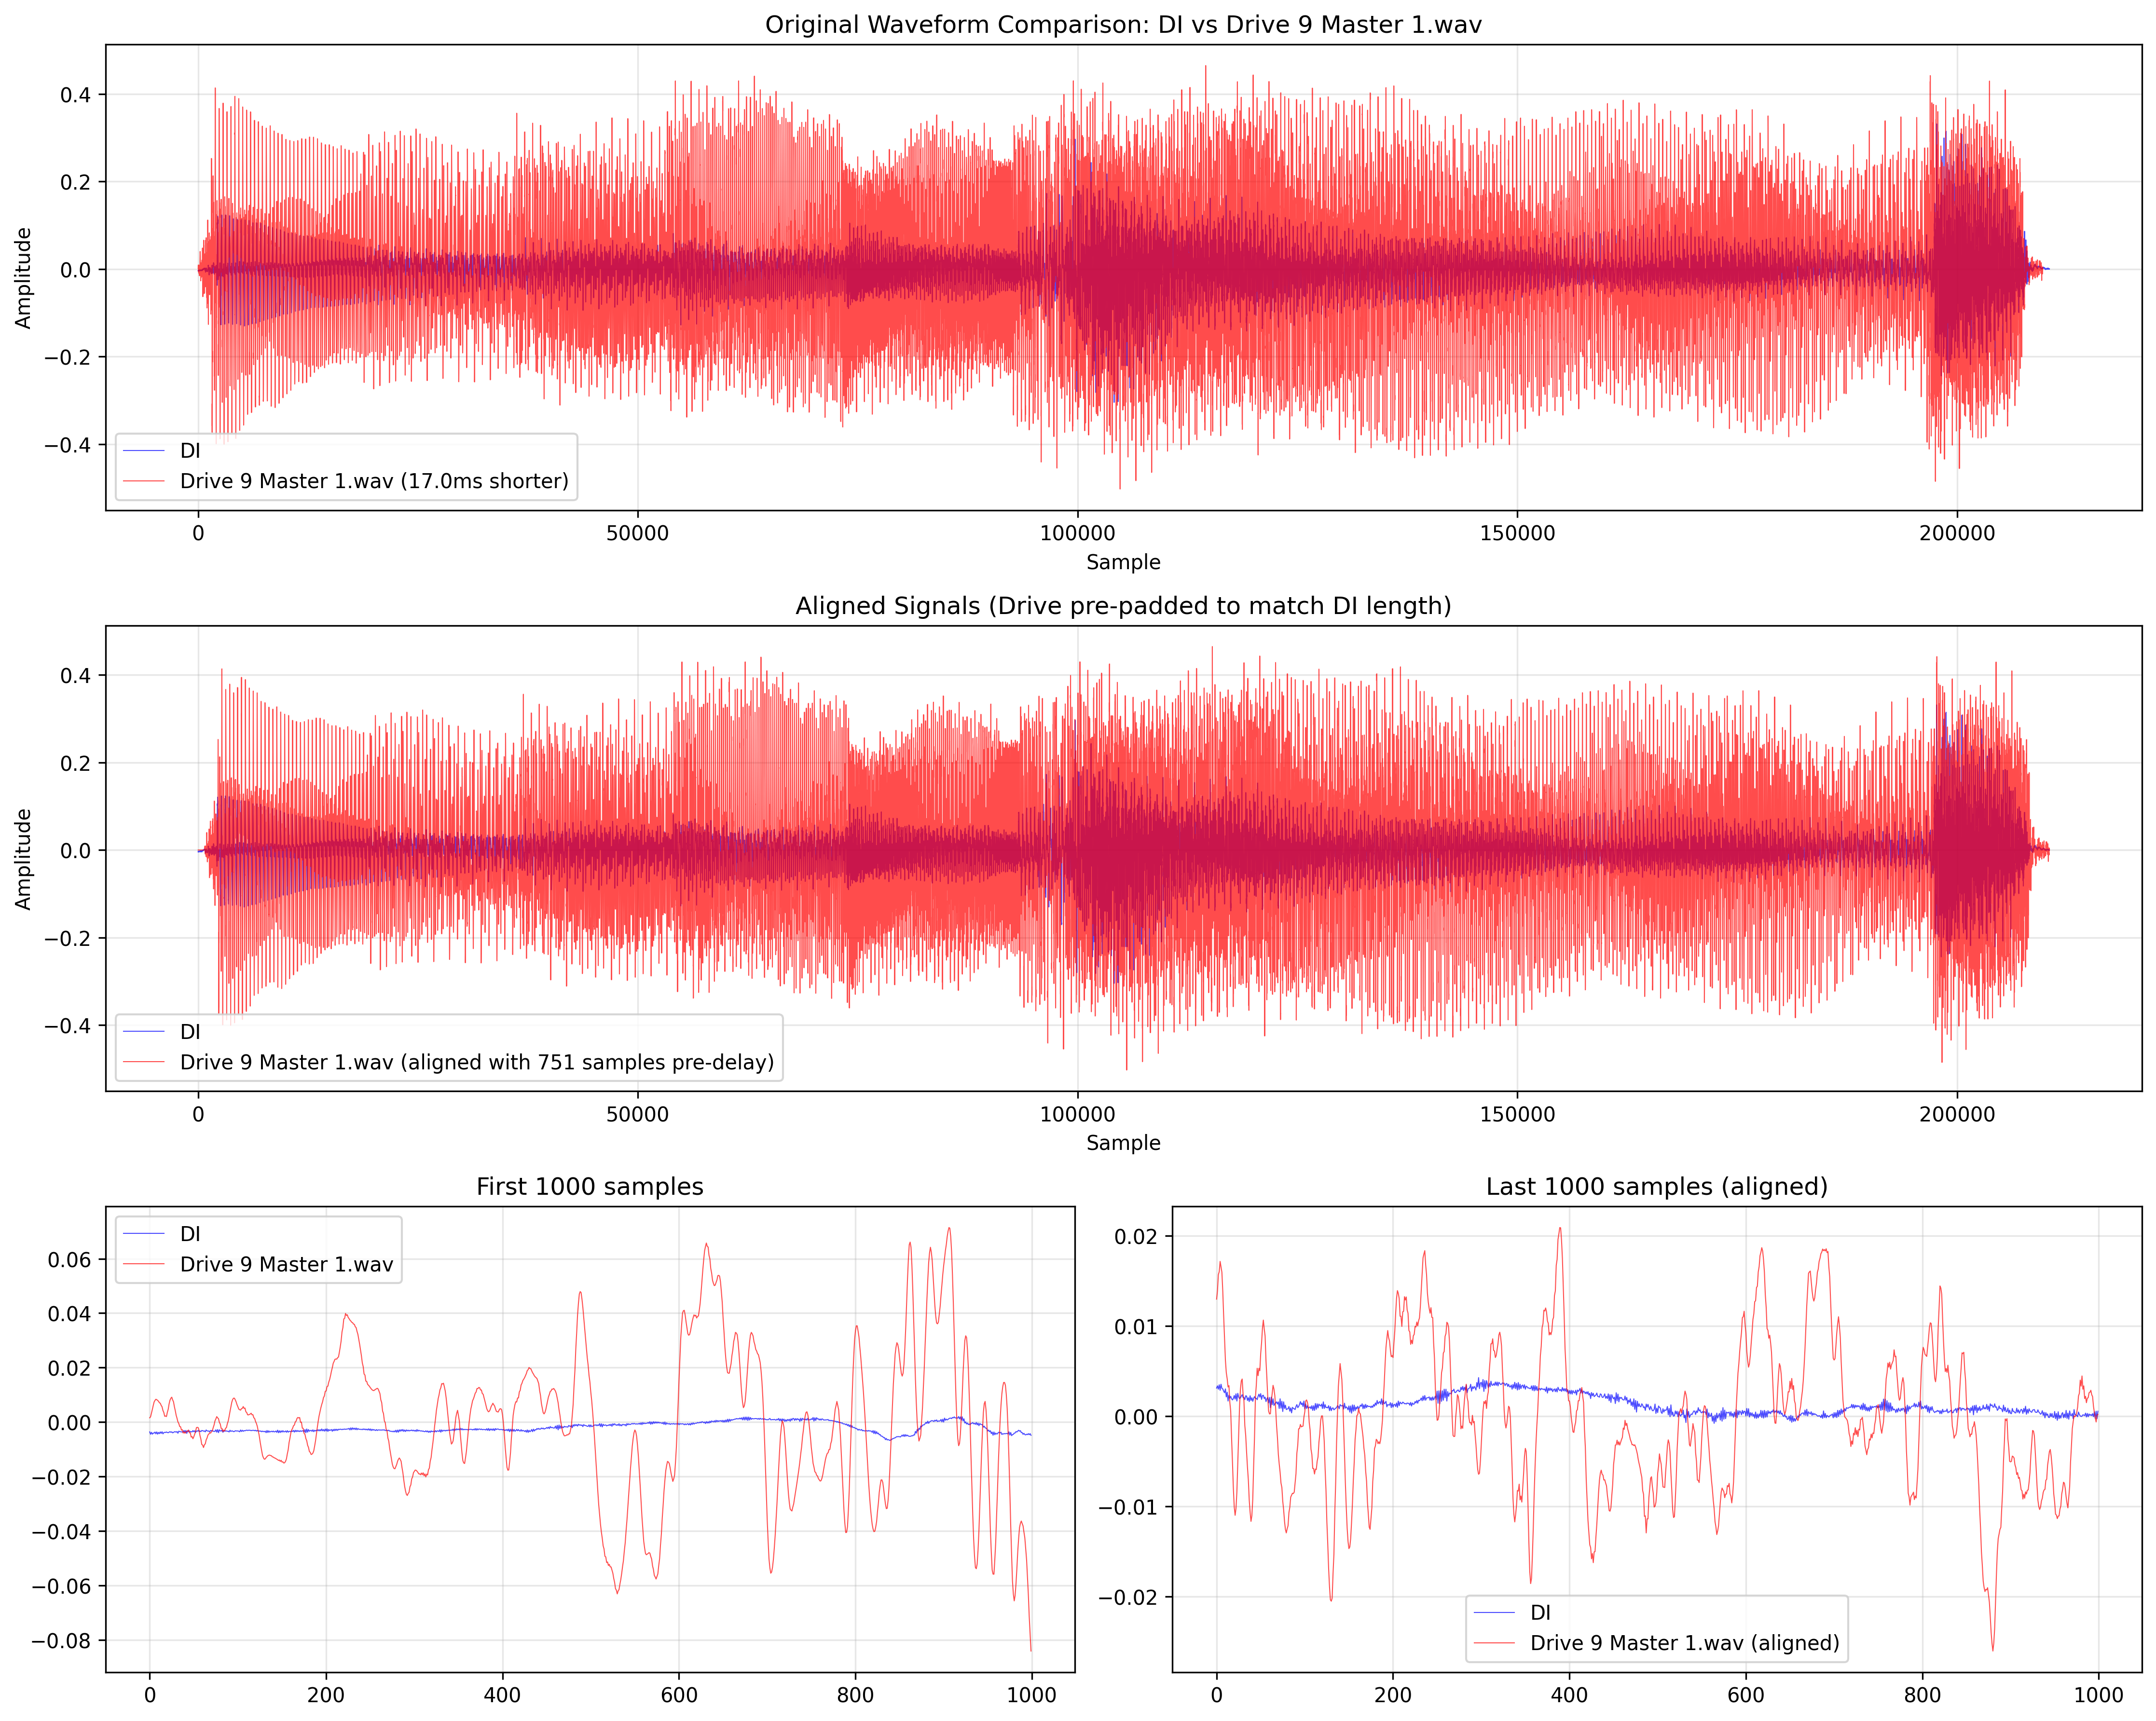 Original Waveform Comparison: DI vs Drive 9 Master 1.wav
Amplitude
0.4
0.2
0.0
−0.2
−0.4
DI
Drive 9 Master 1.wav (17.0ms shorter)
0 50000 100000 150000 200000
Sample
Aligned Signals (Drive pre-padded to match DI length)
Amplitude
0.4
0.2
0.0
−0.2
−0.4
DI
Drive 9 Master 1.wav (aligned with 751 samples pre-delay)
0 50000 100000 150000 200000
Sample
First 1000 samples
DI
Drive 9 Master 1.wav
0.06
0.04
0.02
0.00
−0.02
−0.04
−0.06
−0.08
0 200 400 600 800 1000
Last 1000 samples (aligned)
0.02
0.01
0.00
−0.01
−0.02
DI
Drive 9 Master 1.wav (aligned)
0 200 400 600 800 1000